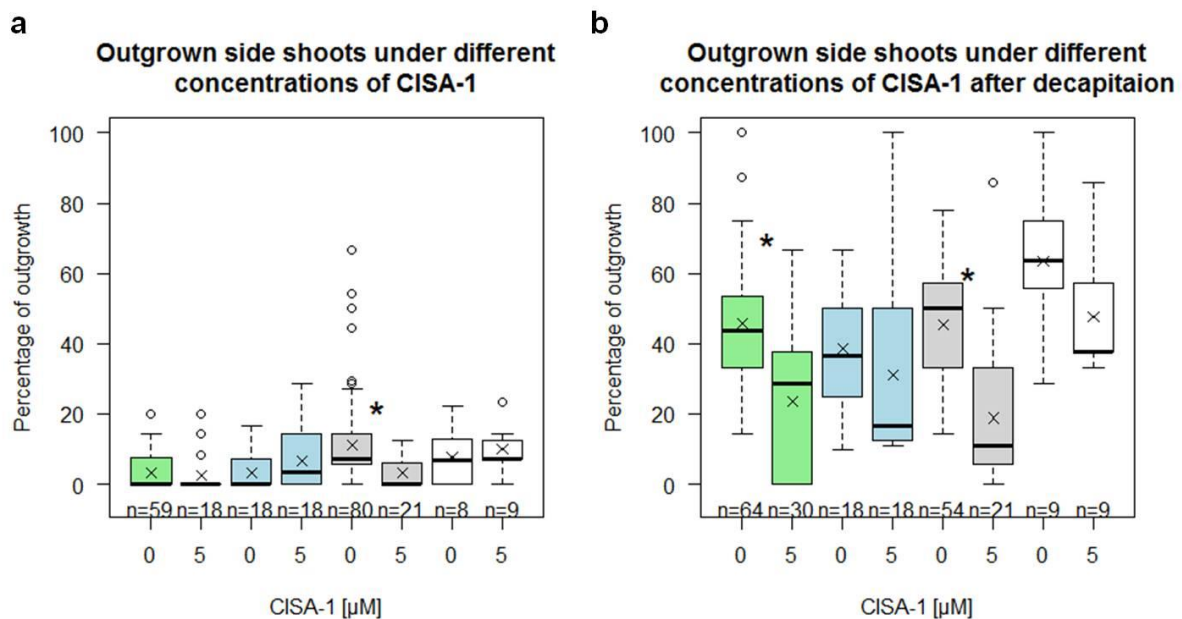 a
Outgrown side shoots under different
concentrations of CISA-1
Percentage of outgrowth
100
80
60
40
20
0
*
n=59 n=18 n=18 n=18 n=80 n=21 n=8 n=9
0 5 0 5 0 5 0 5
CISA-1 [µM]
b
Outgrown side shoots under different
concentrations of CISA-1 after decapitaion
Percentage of outgrowth
100
80
60
40
20
0
* *
n=64 n=30 n=18 n=18 n=54 n=21 n=9 n=9
0 5 0 5 0 5 0 5
CISA-1 [µM]